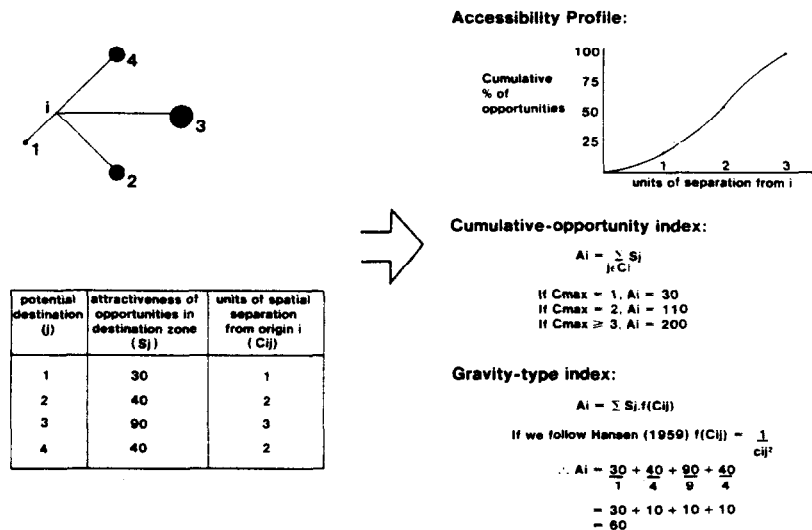 4
i
3
1
2
potential destination (j)
attractiveness of opportunities in destination zone (Sj)
units of spatial separation from origin i (Cij)
1 30 1
2 40 2
3 90 3
4 40 2
Accessibility Profile:
Cumulative % of opportunities
100
75
50
25
1 2 3
units of separation from i
Cumulative-opportunity index:
Ai = ∑ Sj
jϵCi
If Cmax = 1, Ai = 30
If Cmax = 2, Ai = 110
If Cmax ≥ 3, Ai = 200
Gravity-type index:
Ai = ∑ Sj.f(Cij)
If we follow Hansen (1959) f(Cij) = 1/cij²
∴ Ai = 30/1 + 40/4 + 90/9 + 40/4
= 30 + 10 + 10 + 10
= 60